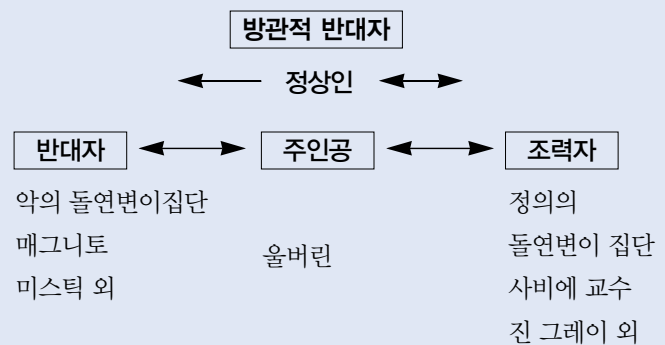 방관적 반대자
정상인
반대자 주인공 조력자
악의 돌연변이집단
매그니토
미스틱 외
울버린
정의의
돌연변이 집단
사비에 교수
진 그레이 외